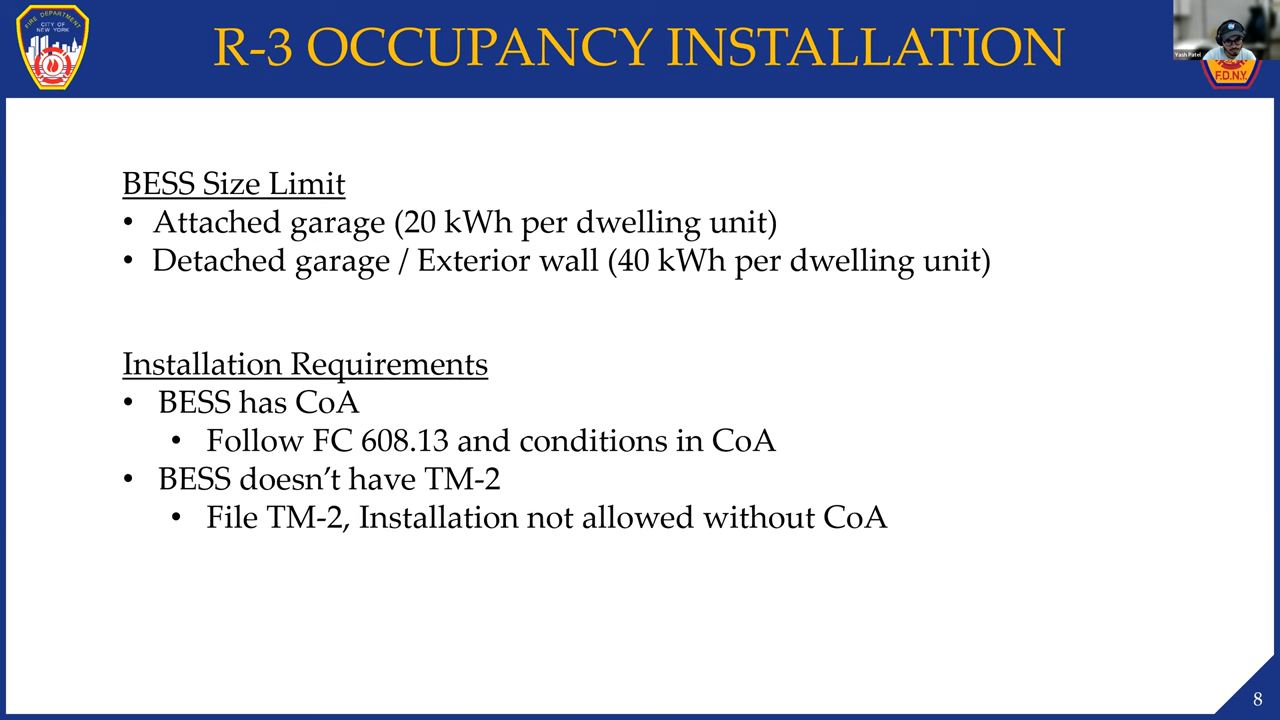 FIRE DEPARTMENT
CITY OF
NEW YORK
R-3 OCCUPANCY INSTALLATION
Yash Patel
F.D.N.Y.
BESS Size Limit
• Attached garage (20 kWh per dwelling unit)
• Detached garage / Exterior wall (40 kWh per dwelling unit)
Installation Requirements
• BESS has CoA
• Follow FC 608.13 and conditions in CoA
• BESS doesn’t have TM-2
• File TM-2, Installation not allowed without CoA
8